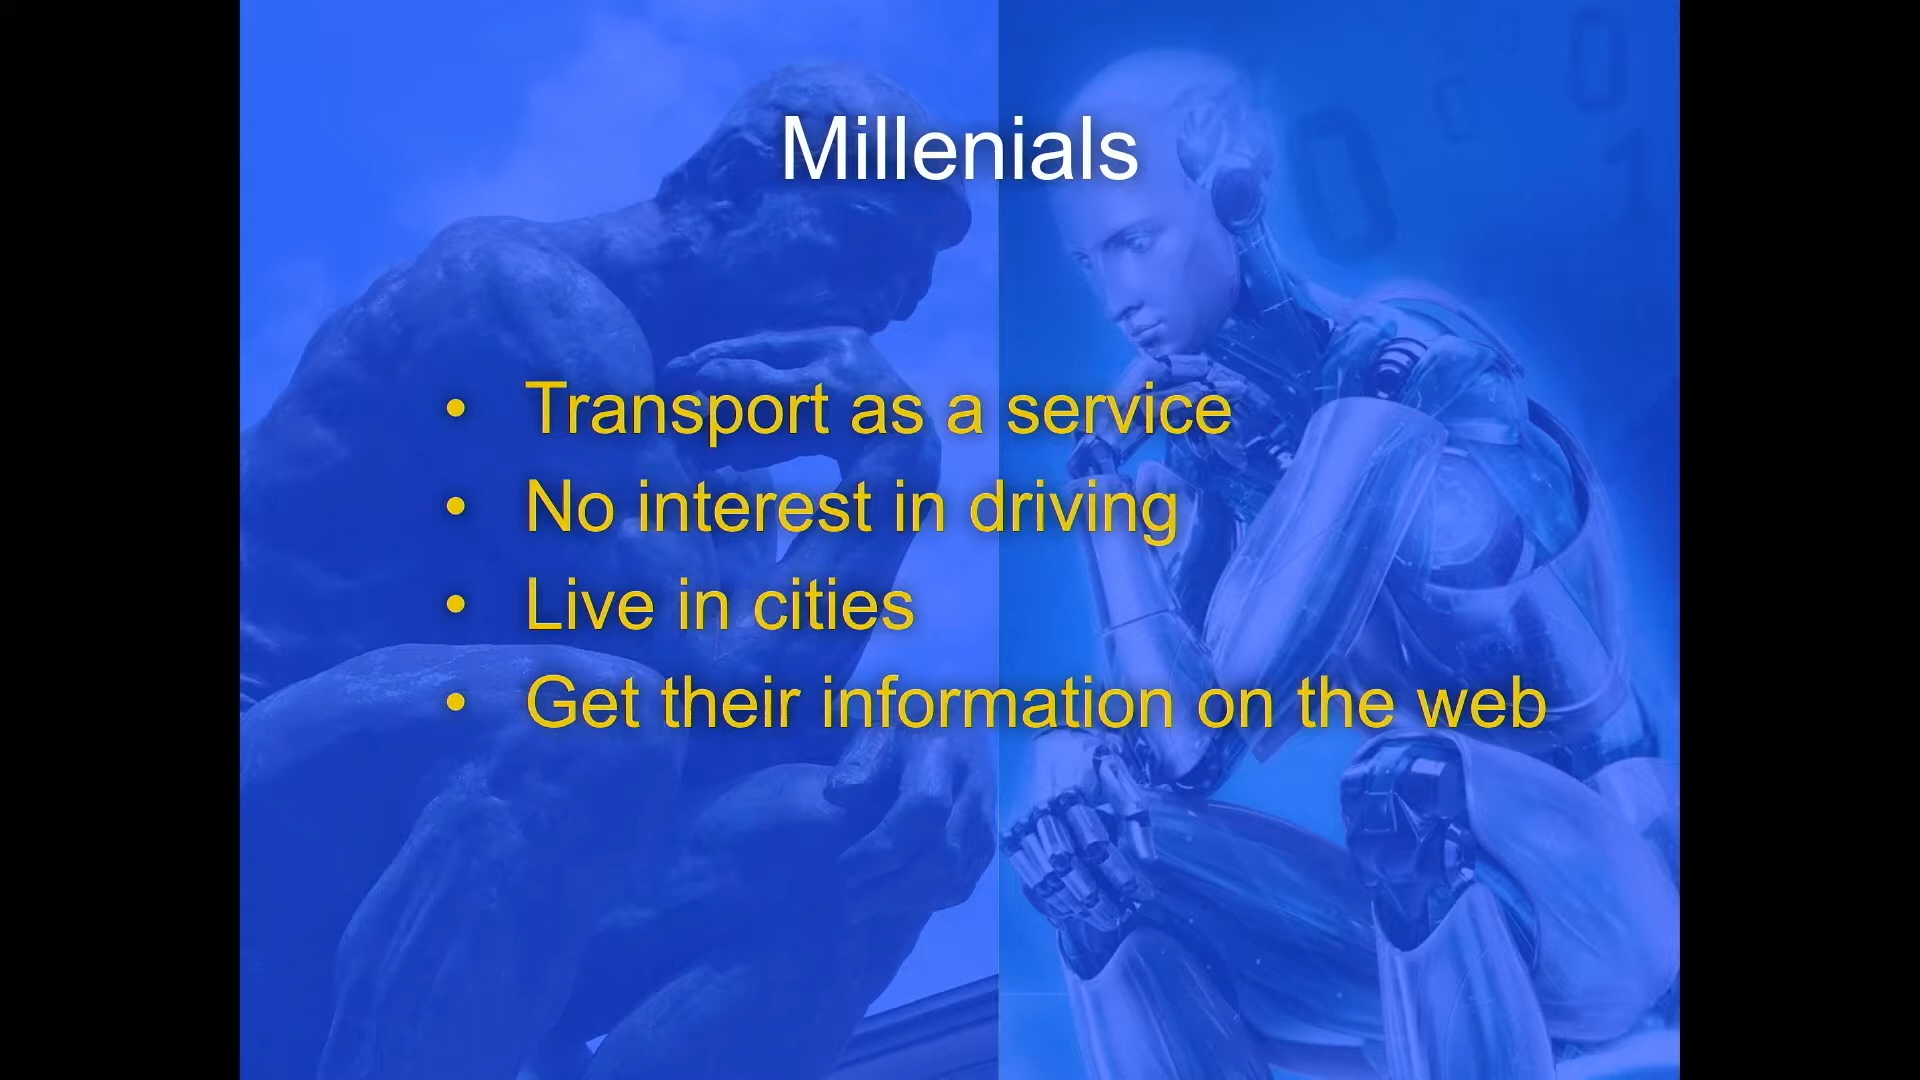 Millenials
• Transport as a service
• No interest in driving
• Live in cities
• Get their information on the web